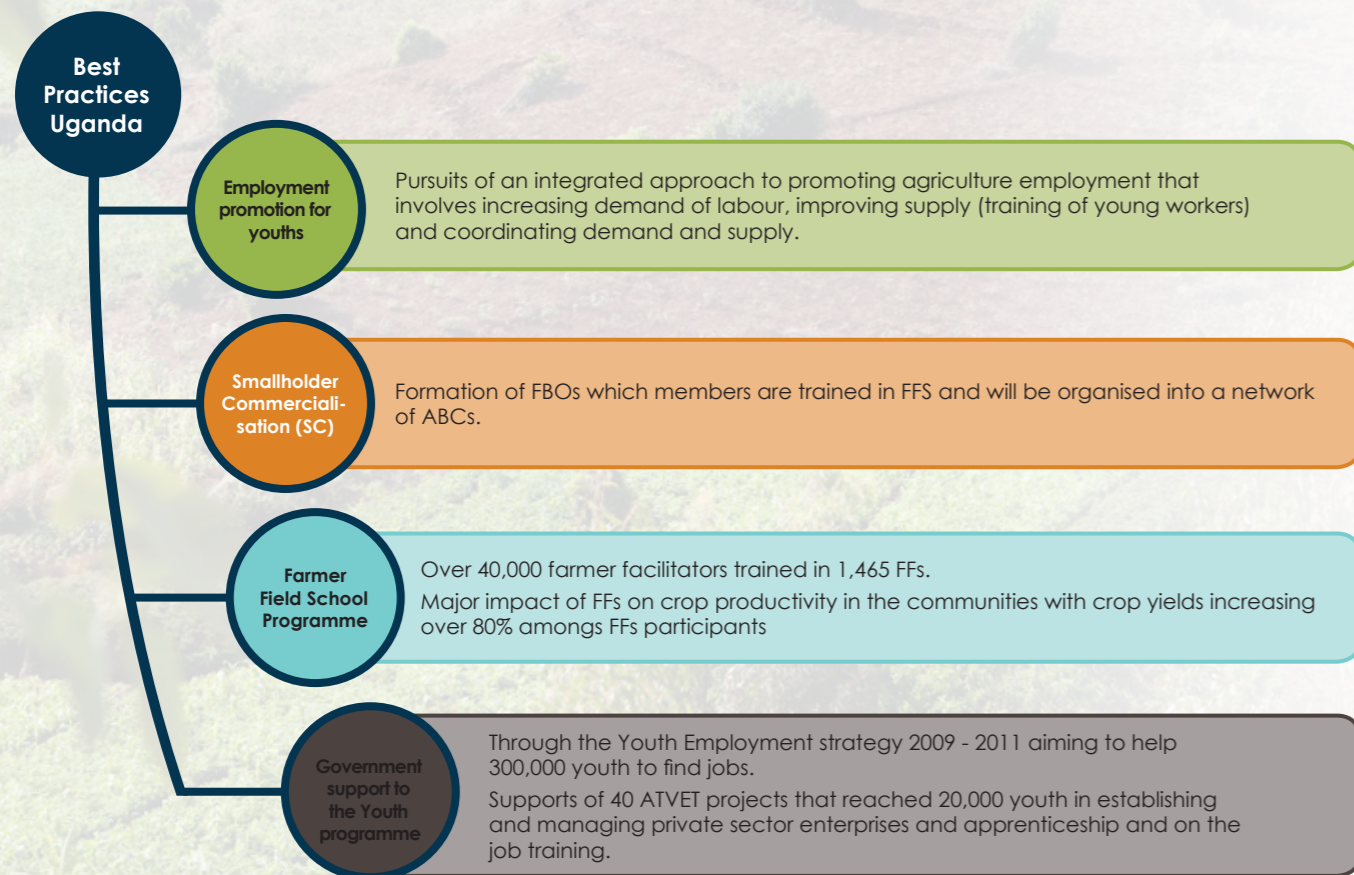 Best
Practices
Uganda
Employment
promotion for
youths
Pursuits of an integrated approach to promoting agriculture employment that
involves increasing demand of labour, improving supply (training of young workers)
and coordinating demand and supply.
Smallholder
Commerciali-
sation (SC)
Formation of FBOs which members are trained in FFS and will be organised into a network
of ABCs.
Farmer
Field School
Programme
Over 40,000 farmer facilitators trained in 1,465 FFs.
Major impact of FFs on crop productivity in the communities with crop yields increasing
over 80% amongs FFs participants
Government
support to
the Youth
programme
Through the Youth Employment strategy 2009 - 2011 aiming to help
300,000 youth to find jobs.
Supports of 40 ATVET projects that reached 20,000 youth in establishing
and managing private sector enterprises and apprenticeship and on the
job training.